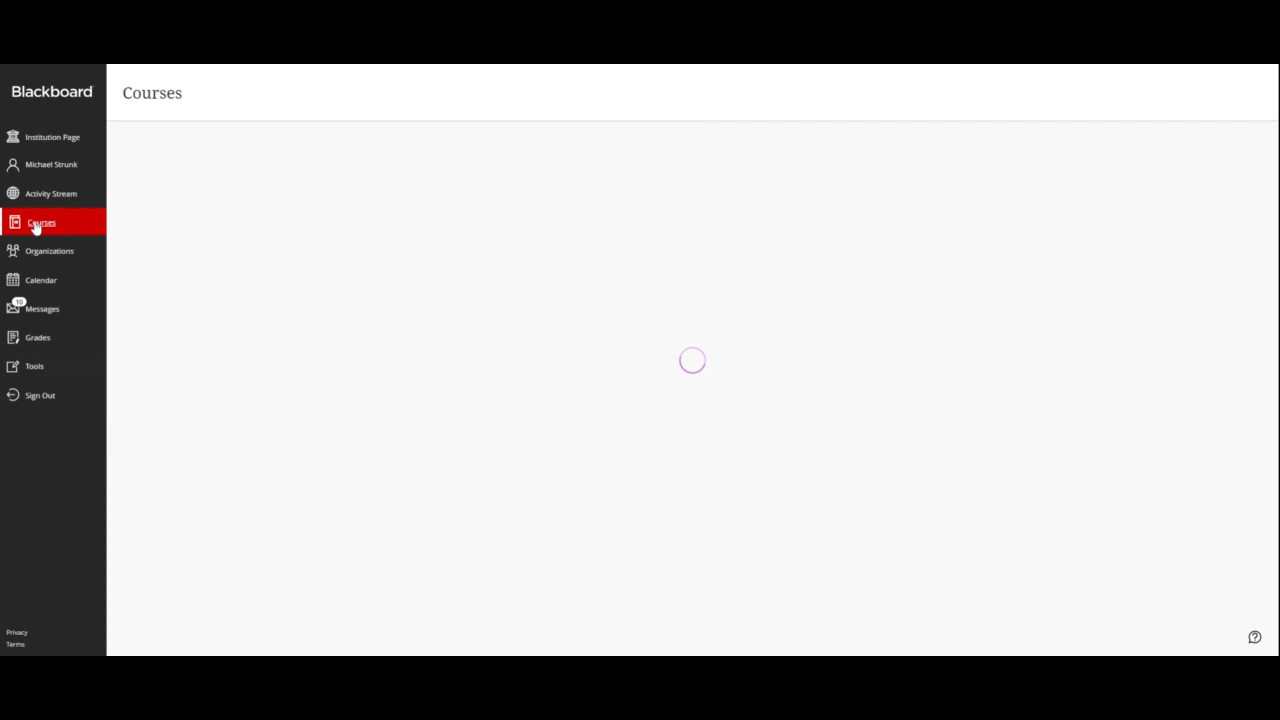 Blackboard
Courses
Institution Page
Michael Strunk
Activity Stream
Courses
Organizations
Calendar
10
Messages
Grades
Tools
Sign Out
Privacy
Terms